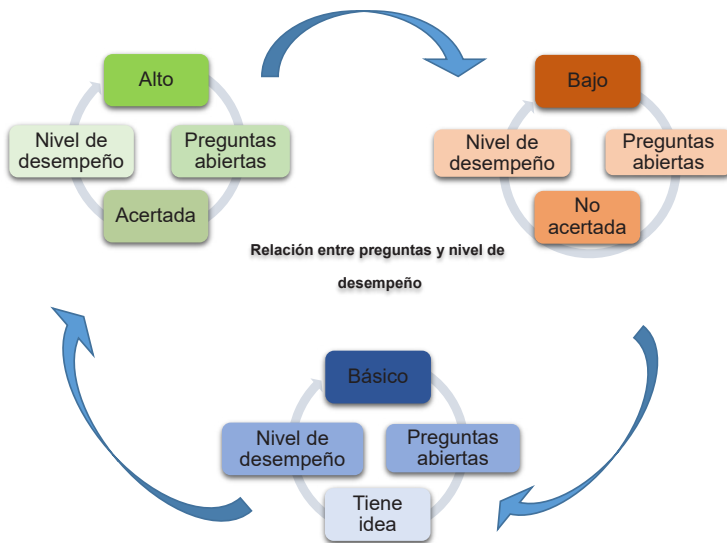 Alto
Nivel de
desempeño
Preguntas
abiertas
Acertada
Bajo
Nivel de
desempeño
Preguntas
abiertas
No
acertada
Relación entre preguntas y nivel de
desempeño
Básico
Nivel de
desempeño
Preguntas
abiertas
Tiene
idea